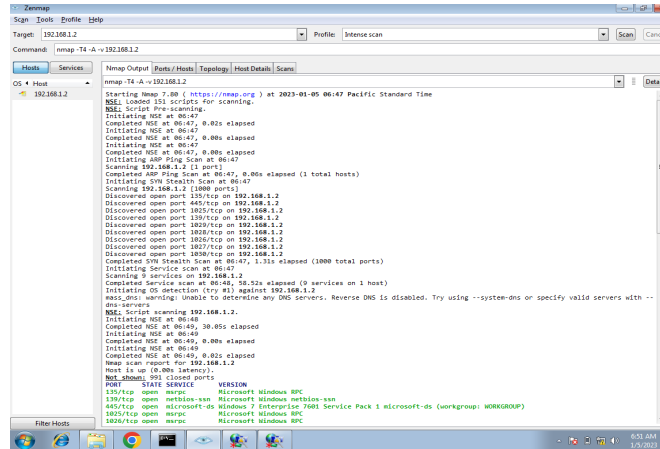 Zenmap
Scan Tools Profile Help
Target: 192.168.1.2 Profile: Intense scan Scan Canc
Command: nmap -T4 -A -v 192.168.1.2
Hosts Services Nmap Output Ports / Hosts Topology Host Details Scans
OS Host nmap -T4 -A -v 192.168.1.2 Deta
192.168.1.2
Starting Nmap 7.80 ( https://nmap.org ) at 2023-01-05 06:47 Pacific Standard Time
NSE: Loaded 151 scripts for scanning.
NSE: Script Pre-scanning.
Initiating NSE at 06:47
Completed NSE at 06:47, 0.02s elapsed
Initiating NSE at 06:47
Completed NSE at 06:47, 0.00s elapsed
Initiating NSE at 06:47
Completed NSE at 06:47, 0.00s elapsed
Initiating ARP Ping Scan at 06:47
Scanning 192.168.1.2 [1 port]
Completed ARP Ping Scan at 06:47, 0.06s elapsed (1 total hosts)
Initiating SYN Stealth Scan at 06:47
Scanning 192.168.1.2 [1000 ports]
Discovered open port 135/tcp on 192.168.1.2
Discovered open port 445/tcp on 192.168.1.2
Discovered open port 1025/tcp on 192.168.1.2
Discovered open port 139/tcp on 192.168.1.2
Discovered open port 1029/tcp on 192.168.1.2
Discovered open port 1028/tcp on 192.168.1.2
Discovered open port 1026/tcp on 192.168.1.2
Discovered open port 1027/tcp on 192.168.1.2
Discovered open port 1030/tcp on 192.168.1.2
Completed SYN Stealth Scan at 06:47, 1.31s elapsed (1000 total ports)
Initiating Service scan at 06:47
Scanning 9 services on 192.168.1.2
Completed Service scan at 06:48, 58.52s elapsed (9 services on 1 host)
Initiating OS detection (try #1) against 192.168.1.2
mass_dns: warning: Unable to determine any DNS servers. Reverse DNS is disabled. Try using --system-dns or specify valid servers with --
dns-servers
NSE: Script scanning 192.168.1.2.
Initiating NSE at 06:48
Completed NSE at 06:49, 30.05s elapsed
Initiating NSE at 06:49
Completed NSE at 06:49, 0.00s elapsed
Initiating NSE at 06:49
Completed NSE at 06:49, 0.02s elapsed
Nmap scan report for 192.168.1.2
Host is up (0.00s latency).
Not shown: 991 closed ports
PORT STATE SERVICE VERSION
135/tcp open msrpc Microsoft Windows RPC
139/tcp open netbios-ssn Microsoft Windows netbios-ssn
445/tcp open microsoft-ds Windows 7 Enterprise 7601 Service Pack 1 microsoft-ds (workgroup: WORKGROUP)
1025/tcp open msrpc Microsoft Windows RPC
1026/tcp open msrpc Microsoft Windows RPC
Filter Hosts
6:51 AM
1/5/2023